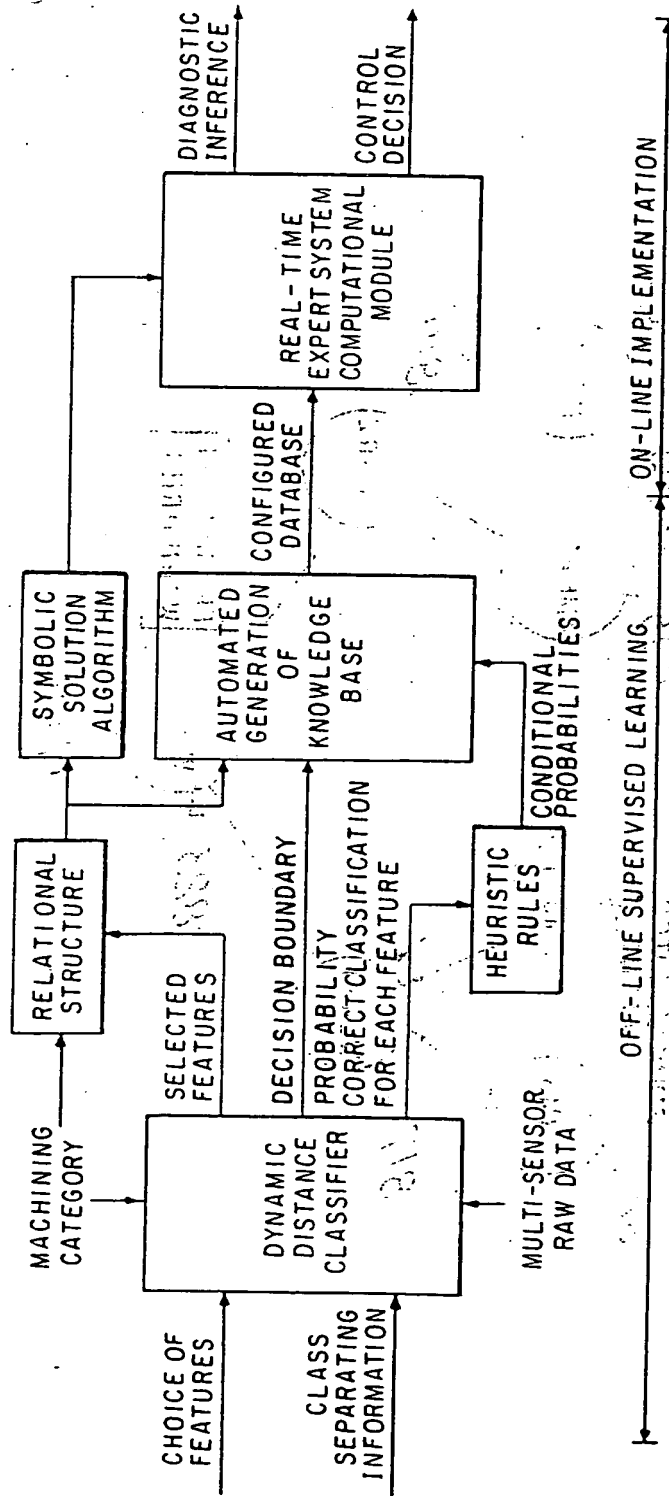 CHOICE OF
FEATURES
CLASS
SEPARATING
INFORMATION
MACHINING
CATEGORY
DYNAMIC
DISTANCE
CLASSIFIER
MULTI-SENSOR
RAW DATA
RELATIONAL
STRUCTURE
SELECTED
FEATURES
DECISION BOUNDARY
PROBABILITY
CORRECT CLASSIFICATION
FOR EACH FEATURE
HEURISTIC
RULES
SYMBOLIC
SOLUTION
ALGORITHM
AUTOMATED
GENERATION
OF
KNOWLEDGE
BASE
CONDITIONAL
PROBABILITIES
CONFIGURED
DATABASE
REAL-TIME
EXPERT SYSTEM
COMPUTATIONAL
MODULE
DIAGNOSTIC
INFERENCE
CONTROL
DECISION
OFF-LINE SUPERVISED LEARNING
ON-LINE IMPLEMENTATION